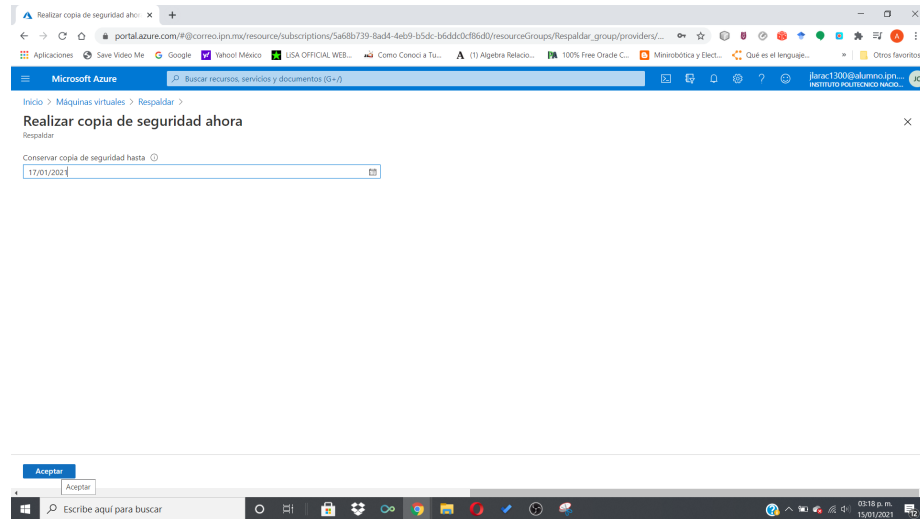 Realizar copia de seguridad ahor
portal.azure.com/#@correo.ipn.mx/resource/subscriptions/5a68b739-8ad4-4eb9-b5dc-b6ddc0cf86d0/resourceGroups/Respaldar_group/providers/...
Aplicaciones Save Video Me Google Yahoo! México LiSA OFFICIAL WEB... Como Conoci a Tu... (1) Algebra Relacio... 100% Free Oracle C... Minirobótica y Elect... Qué es el lenguaje... » Otros favoritos
Microsoft Azure Buscar recursos, servicios y documentos (G+/) jlarac1300@alumno.ipn....
INSTITUTO POLITECNICO NACIO...
Inicio > Máquinas virtuales > Respaldar >
Realizar copia de seguridad ahora
Respaldar
Conservar copia de seguridad hasta
17/01/2021
Aceptar
Aceptar
Escribe aquí para buscar
03:18 p. m.
15/01/2021